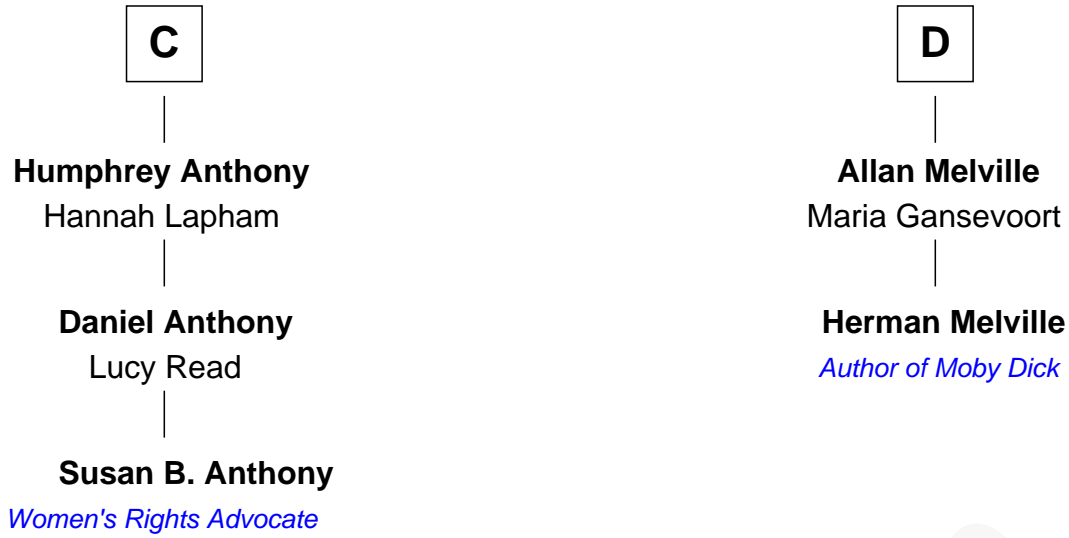 C
Humphrey Anthony
Hannah Lapham
Daniel Anthony
Lucy Read
Susan B. Anthony
Women's Rights Advocate
D
Allan Melville
Maria Gansevoort
Herman Melville
Author of Moby Dick